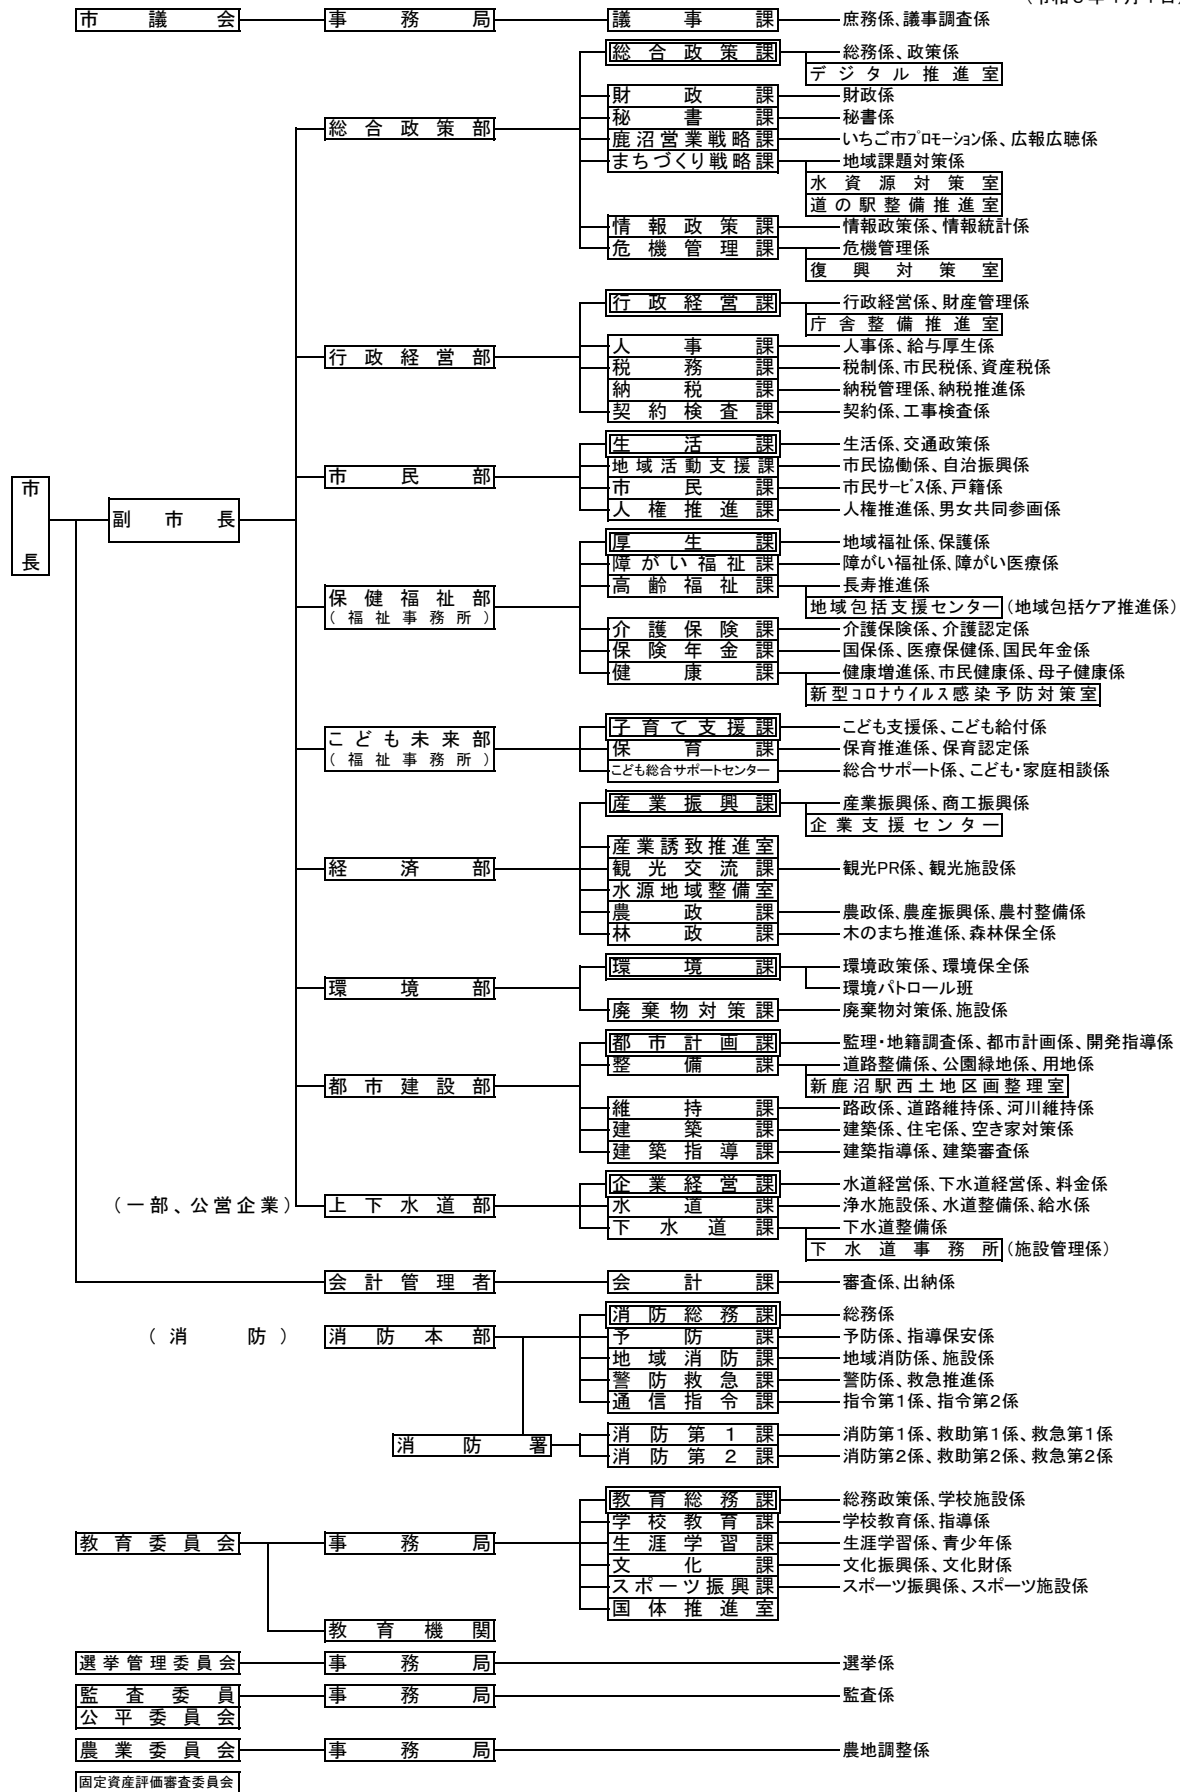 市議会 事務局 議事課 庶務係、議事調査係
総合政策課 総務係、政策係
デジタル推進室
財政課 財政係
秘書課 秘書係
総合政策部
鹿沼営業戦略課 いちご市プロモーション係、広報広聴係
まちづくり戦略課 地域課題対策係
水資源対策室
道の駅整備推進室
情報政策課 情報政策係、情報統計係
危機管理課 危機管理係
復興対策室
行政経営課 行政経営係、財産管理係
庁舎整備推進室
行政経営部 人事課 人事係、給与厚生係
税務課 税制係、市民税係、資産税係
納税課 納税管理係、納税推進係
契約検査課 契約係、工事検査係
生活課 生活係、交通政策係
地域活動支援課 市民協働係、自治振興係
市民部 市民課 市民サービス係、戸籍係
人権推進課 人権推進係、男女共同参画係
市長 副市長
厚生課 地域福祉係、保護係
障がい福祉課 障がい福祉係、障がい医療係
高齢福祉課 長寿推進係
保健福祉部
(福祉事務所)
地域包括支援センター (地域包括ケア推進係)
介護保険課 介護保険係、介護認定係
保険年金課 国保係、医療保健係、国民年金係
健康課 健康増進係、市民健康係、母子健康係
新型コロナウイルス感染予防対策室
子育て支援課 こども支援係、こども給付係
こども未来部
(福祉事務所)
保育課 保育推進係、保育認定係
こども総合サポートセンター 総合サポート係、こども・家庭相談係
産業振興課 産業振興係、商工振興係
企業支援センター
産業誘致推進室
経済部 観光交流課 観光PR係、観光施設係
水源地域整備室
農政課 農政係、農産振興係、農村整備係
林政課 木のまち推進係、森林保全係
環境課 環境政策係、環境保全係
環境部 環境パトロール班
廃棄物対策課 廃棄物対策係、施設係
都市計画課 監理・地籍調査係、都市計画係、開発指導係
整備課 道路整備係、公園緑地係、用地係
都市建設部 新鹿沼駅西土地区画整理室
維持課 路政係、道路維持係、河川維持係
建築課 建築係、住宅係、空き家対策係
建築指導課 建築指導係、建築審査係
企業経営課 水道経営係、下水道経営係、料金係
(一部、公営企業) 上下水道部 水道課 浄水施設係、水道整備係、給水係
下水道課 下水道整備係
下水道事務所 (施設管理係)
会計管理者 会計課 審査係、出納係
消防総務課 総務係
(消防) 消防本部 予防課 予防係、指導保安係
地域消防課 地域消防係、施設係
警防救急課 警防係、救急推進係
通信指令課 指令第1係、指令第2係
消防署 消防第1課 消防第1係、救助第1係、救急第1係
消防第2課 消防第2係、救助第2係、救急第2係
教育総務課 総務政策係、学校施設係
学校教育課 学校教育係、指導係
教育委員会 事務局 生涯学習課 生涯学習係、青少年係
文化課 文化振興係、文化財係
スポーツ振興課 スポーツ振興係、スポーツ施設係
国体推進室
教育機関
選挙管理委員会 事務局 選挙係
監査委員 事務局 監査係
公平委員会
農業委員会 事務局 農地調整係
固定資産評価審査委員会